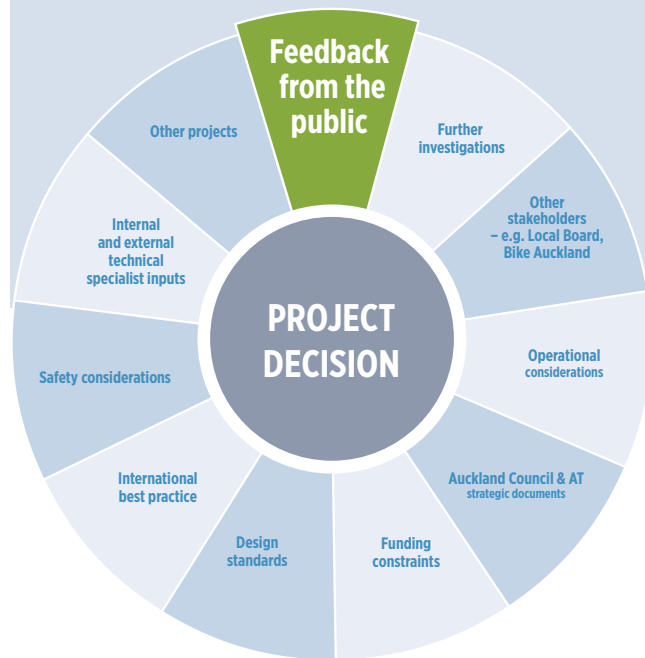 Feedback
from the
public
Further
investigations
Other
stakeholders
– e.g. Local Board,
Bike Auckland
Operational
considerations
Auckland Council & AT
strategic documents
Funding
constraints
Design
standards
International
best practice
Safety considerations
Internal
and external
technical
specialist inputs
Other projects
PROJECT
DECISION